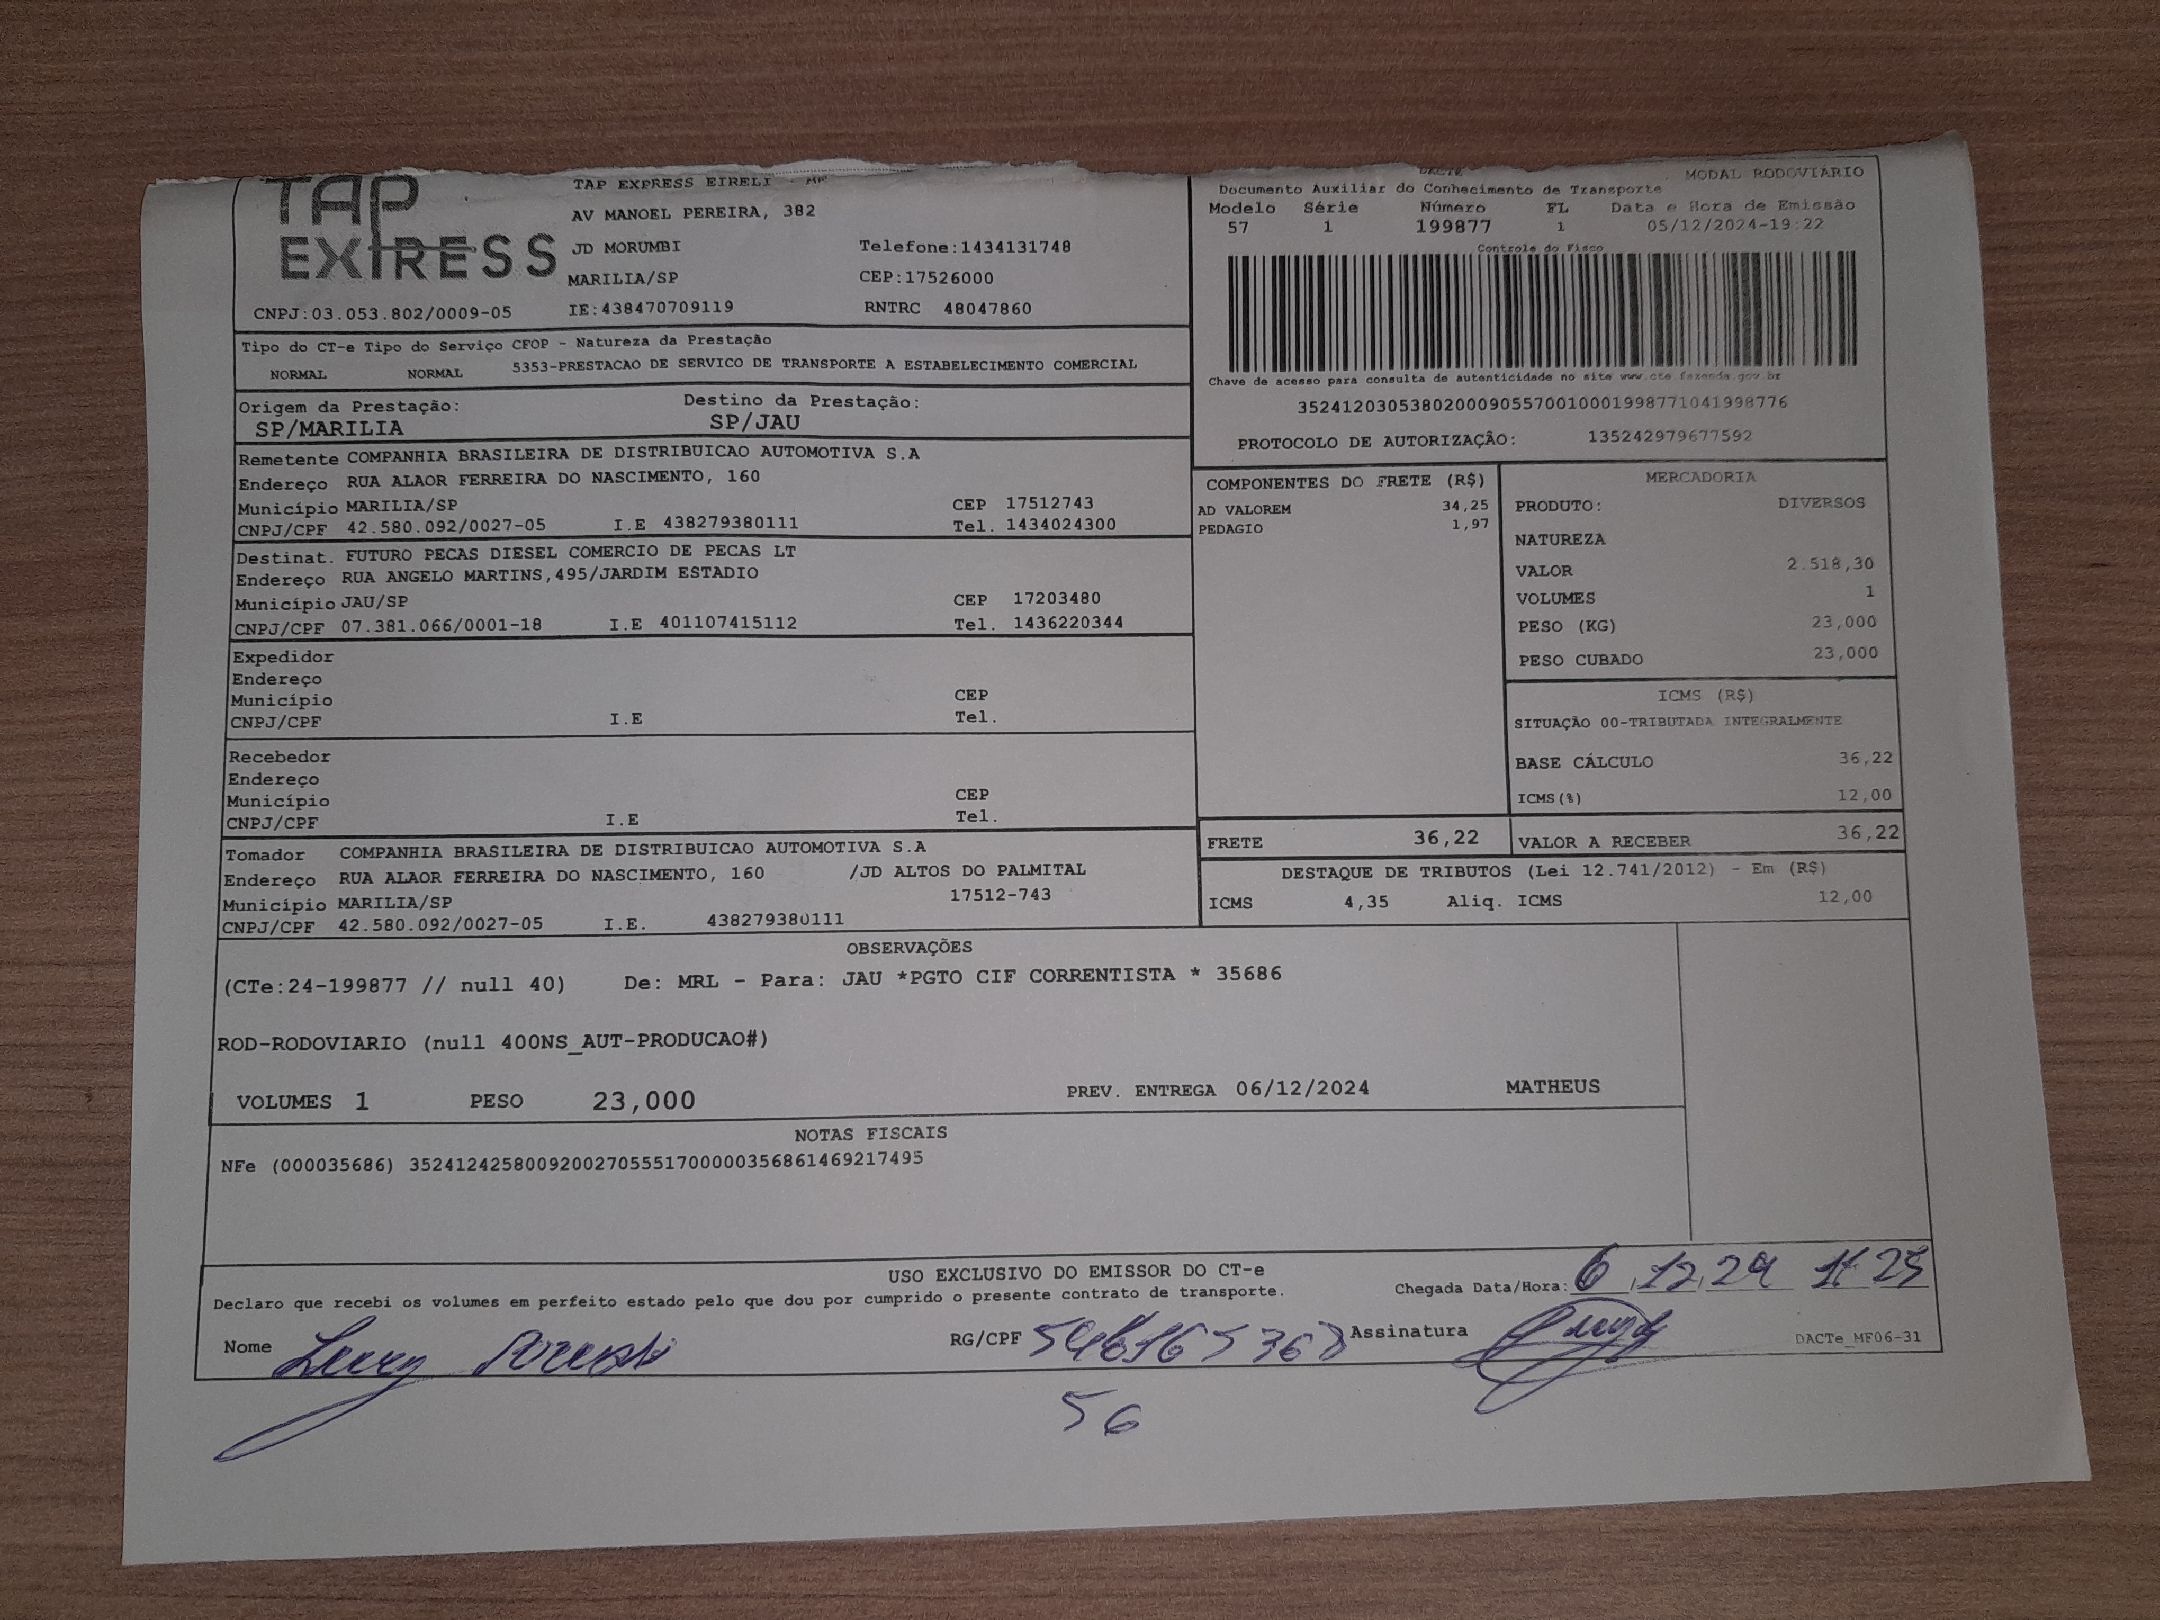 TAP
EXPRESS
TAP EXPRESS EIRELI - MF
AV MANOEL PEREIRA, 382
JD MORUMBI Telefone:1434131748
MARILIA/SP CEP:17526000
CNPJ:03.053.802/0009-05 IE:438470709119 RNTRC 48047860
DACTE MODAL RODOVIÁRIO
Documento Auxiliar do Conhecimento de Transporte
Modelo Série Número FL Data e Hora de Emissão
57 1 199877 1 05/12/2024-19:22
Controle do Fisco
Chave de acesso para consulta de autenticidade no site www.cte.fazenda.gov.br
35241203053802000905570010001998771041998776
PROTOCOLO DE AUTORIZAÇÃO: 135242979677592
Tipo do CT-e Tipo do Serviço CFOP - Natureza da Prestação
NORMAL NORMAL 5353-PRESTACAO DE SERVICO DE TRANSPORTE A ESTABELECIMENTO COMERCIAL
Origem da Prestação: Destino da Prestação:
SP/MARILIA SP/JAU
Remetente COMPANHIA BRASILEIRA DE DISTRIBUICAO AUTOMOTIVA S.A
Endereço RUA ALAOR FERREIRA DO NASCIMENTO, 160
Município MARILIA/SP CEP 17512743
CNPJ/CPF 42.580.092/0027-05 I.E 438279380111 Tel. 1434024300
Destinat. FUTURO PECAS DIESEL COMERCIO DE PECAS LT
Endereço RUA ANGELO MARTINS,495/JARDIM ESTADIO
Município JAU/SP CEP 17203480
CNPJ/CPF 07.381.066/0001-18 I.E 401107415112 Tel. 1436220344
Expedidor
Endereço
Município CEP
CNPJ/CPF I.E Tel.
Recebedor
Endereço
Município CEP
CNPJ/CPF I.E Tel.
Tomador COMPANHIA BRASILEIRA DE DISTRIBUICAO AUTOMOTIVA S.A
Endereço RUA ALAOR FERREIRA DO NASCIMENTO, 160 /JD ALTOS DO PALMITAL
Município MARILIA/SP 17512-743
CNPJ/CPF 42.580.092/0027-05 I.E. 438279380111
COMPONENTES DO FRETE (R$)
AD VALOREM 34,25
PEDAGIO 1,97
MERCADORIA
PRODUTO: DIVERSOS
NATUREZA
VALOR 2.518,30
VOLUMES 1
PESO (KG) 23,000
PESO CUBADO 23,000
ICMS (R$)
SITUAÇÃO 00-TRIBUTADA INTEGRALMENTE
BASE CÁLCULO 36,22
ICMS(%) 12,00
FRETE 36,22 VALOR A RECEBER 36,22
DESTAQUE DE TRIBUTOS (Lei 12.741/2012) - Em (R$)
ICMS 4,35 Aliq. ICMS 12,00
OBSERVAÇÕES
(CTe:24-199877 // null 40) De: MRL - Para: JAU *PGTO CIF CORRENTISTA * 35686
ROD-RODOVIARIO (null 400NS_AUT-PRODUCAO#)
VOLUMES 1 PESO 23,000 PREV. ENTREGA 06/12/2024 MATHEUS
NOTAS FISCAIS
NFe (000035686) 35241242580092002705551700000356861469217495
USO EXCLUSIVO DO EMISSOR DO CT-e
Declaro que recebi os volumes em perfeito estado pelo que dou por cumprido o presente contrato de transporte. Chegada Data/Hora: 6 12 24
Nome RG/CPF Assinatura DACTe_MF06-31
56